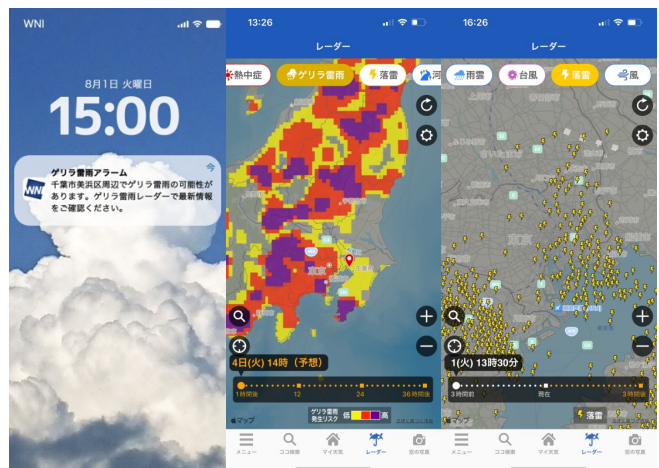 WNI
8月1日 火曜日
15:00
WNI
ゲリラ雷雨アラーム
今
千葉市美浜区周辺でゲリラ雷雨の可能性が
あります。ゲリラ雷雨レーダーで最新情報
をご確認ください。
13:26
レーダー
熱中症
ゲリラ雷雨
落雷
河
東京
4日(火) 14時（予想）
1時間後
12
24
36時間後
ゲリラ雷雨
発生リスク
低
高
マップ
メニュー
ココ検索
マイ天気
レーダー
空の写真
16:26
レーダー
雨雲
台風
落雷
風
東京
1(火) 13時30分
3時間前
現在
3時間後
落雷
マップ
メニュー
ココ検索
マイ天気
レーダー
空の写真